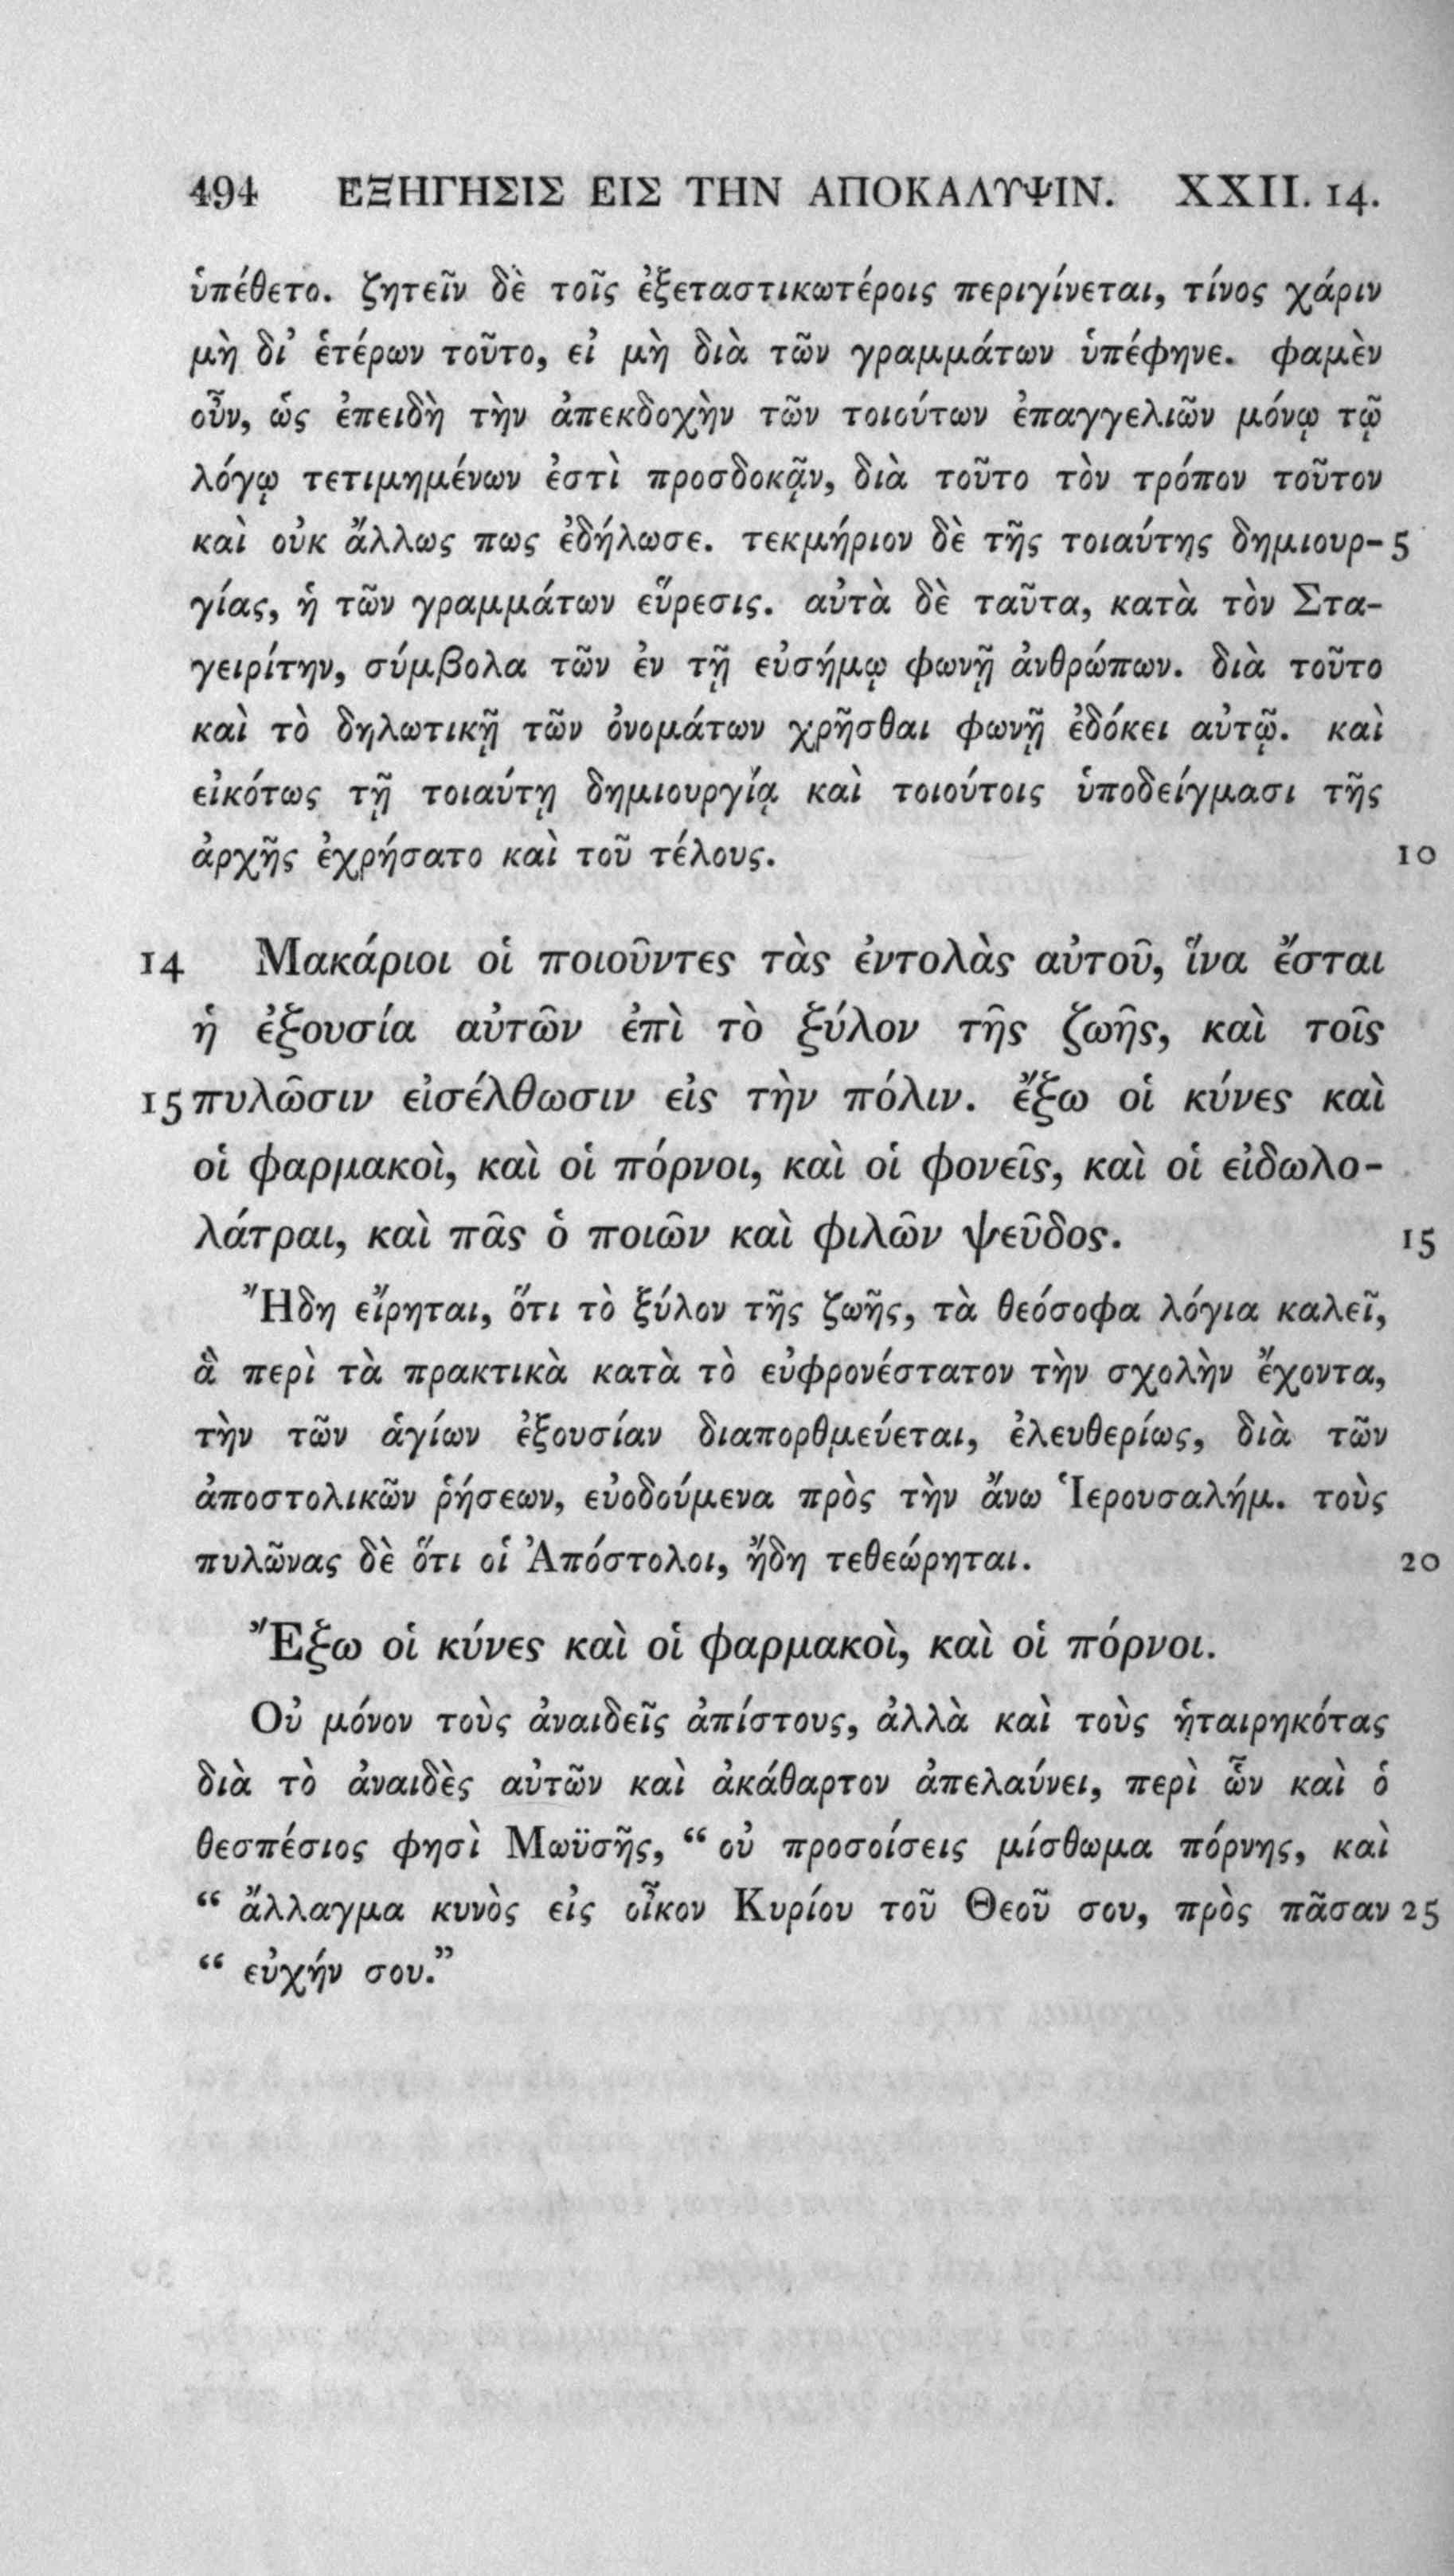 494 ΕΞΗΓΗΣΙΣ ΕΙΣ ΤΗΝ ΑΠΟΚΑΛΥΨΙΝ. XXII. 14.
ὑπέθετο. ζητεῖν δὲ τοῖς ἐξεταστικωτέροις περιγίνεται, τίνος χάριν
μὴ δι᾽ ἑτέρων τοῦτο, εἰ μὴ διὰ τῶν γραμμάτων ὑπέφηνε. φαμὲν
οὖν, ὡς ἐπειδὴ τὴν ἀπεκδοχὴν τῶν τοιούτων ἐπαγγελιῶν μόνῳ τῷ
λόγῳ τετιμημένων ἐστὶ προσδοκᾷν, διὰ τοῦτο τὸν τρόπον τοῦτον
καὶ οὐκ ἄλλως πως ἐδήλωσε. τεκμήριον δὲ τῆς τοιαύτης δημιουρ- 5
γίας, ἡ τῶν γραμμάτων εὕρεσις. αὐτὰ δὲ ταῦτα, κατὰ τὸν Στα-
γειρίτην, σύμβολα τῶν ἐν τῇ εὐσήμῳ φωνῇ ἀνθρώπων. διὰ τοῦτο
καὶ τὸ δηλωτικῇ τῶν ὀνομάτων χρῆσθαι φωνῇ ἐδόκει αὐτῷ. καὶ
εἰκότως τῇ τοιαύτῃ δημιουργίᾳ καὶ τοιούτοις ὑποδείγμασι τῆς
ἀρχῆς ἐχρήσατο καὶ τοῦ τέλους. 10
14 Μακάριοι οἱ ποιοῦντες τὰς ἐντολὰς αὐτοῦ, ἵνα ἔσται
ἡ ἐξουσία αὐτῶν ἐπὶ τὸ ξύλον τῆς ζωῆς, καὶ τοῖς
15 πυλῶσιν εἰσέλθωσιν εἰς τὴν πόλιν. ἔξω οἱ κύνες καὶ
οἱ φαρμακοὶ, καὶ οἱ πόρνοι, καὶ οἱ φονεῖς, καὶ οἱ εἰδωλο-
λάτραι, καὶ πᾶς ὁ ποιῶν καὶ φιλῶν ψεῦδος. 15
Ἤδη εἴρηται, ὅτι τὸ ξύλον τῆς ζωῆς, τὰ θεόσοφα λόγια καλεῖ,
ἃ περὶ τὰ πρακτικὰ κατὰ τὸ εὐφρονέστατον τὴν σχολὴν ἔχοντα,
τὴν τῶν ἁγίων ἐξουσίαν διαπορθμεύεται, ἐλευθερίως, διὰ τῶν
ἀποστολικῶν ῥήσεων, εὐοδούμενα πρὸς τὴν ἄνω Ἱερουσαλήμ. τοὺς
πυλῶνας δὲ ὅτι οἱ Ἀπόστολοι, ἤδη τεθεώρηται. 20
Ἔξω οἱ κύνες καὶ οἱ φαρμακοὶ, καὶ οἱ πόρνοι.
Οὐ μόνον τοὺς ἀναιδεῖς ἀπίστους, ἀλλὰ καὶ τοὺς ᾑταιρηκότας
διὰ τὸ ἀναιδὲς αὐτῶν καὶ ἀκάθαρτον ἀπελαύνει, περὶ ὧν καὶ ὁ
θεσπέσιος φησὶ Μωϋσῆς, “ οὐ προσοίσεις μίσθωμα πόρνης, καὶ
“ ἄλλαγμα κυνὸς εἰς οἶκον Κυρίου τοῦ Θεοῦ σου, πρὸς πᾶσαν 25
“ εὐχήν σου.”